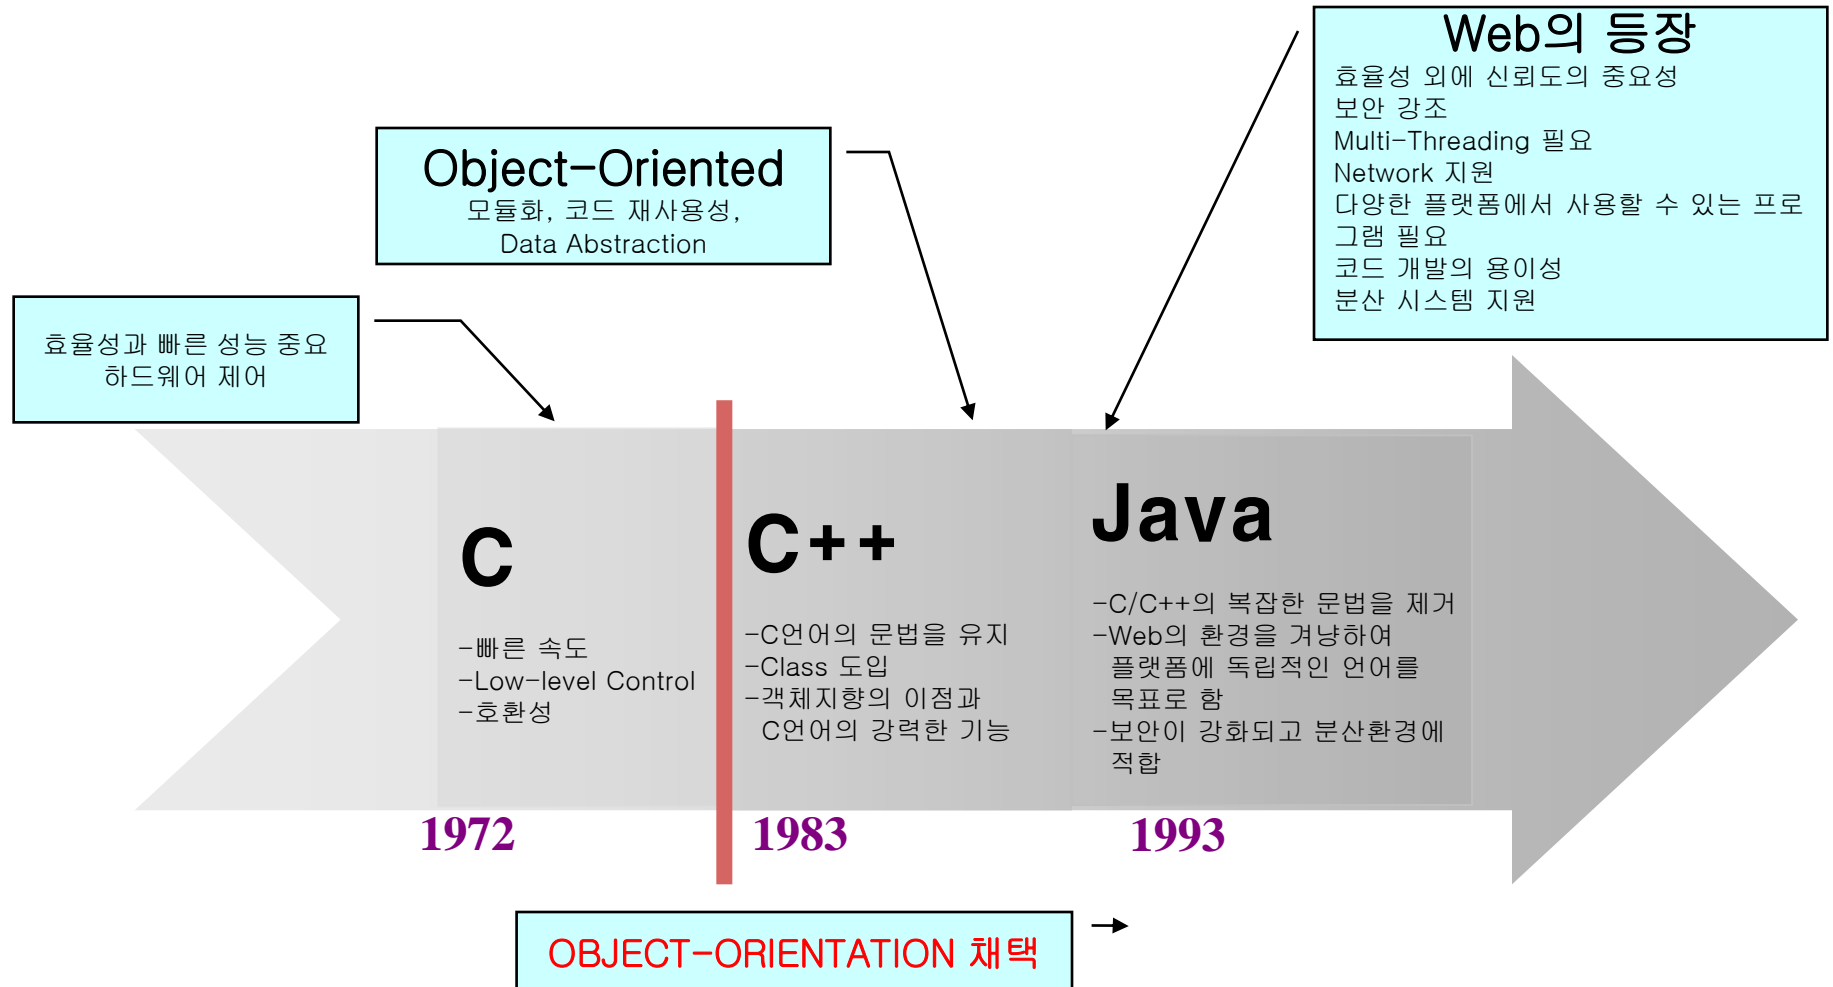 Web의 등장
효율성 외에 신뢰도의 중요성
보안 강조
Multi-Threading 필요
Network 지원
다양한 플랫폼에서 사용할 수 있는 프로
그램 필요
코드 개발의 용이성
분산 시스템 지원
Object-Oriented
모듈화, 코드 재사용성,
Data Abstraction
효율성과 빠른 성능 중요
하드웨어 제어
C
-빠른 속도
-Low-level Control
-호환성
C++
-C언어의 문법을 유지
-Class 도입
-객체지향의 이점과
C언어의 강력한 기능
Java
-C/C++의 복잡한 문법을 제거
-Web의 환경을 겨냥하여
플랫폼에 독립적인 언어를
목표로 함
-보안이 강화되고 분산환경에
적합
1972
1983
1993
OBJECT-ORIENTATION 채택